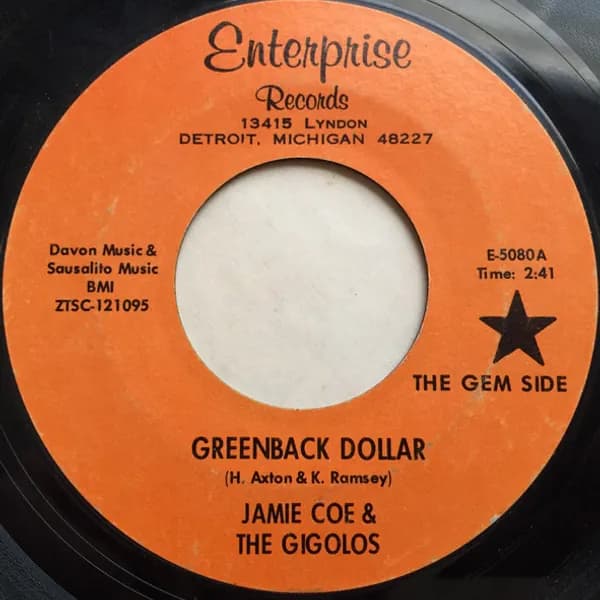 Enterprise
Records
13415 LYNDON
DETROIT, MICHIGAN 48227
Davon Music &
Sausalito Music
BMI
ZTSC-121095
E-5080A
Time: 2:41
THE GEM SIDE
GREENBACK DOLLAR
(H. Axton & K. Ramsey)
JAMIE COE &
THE GIGOLOS